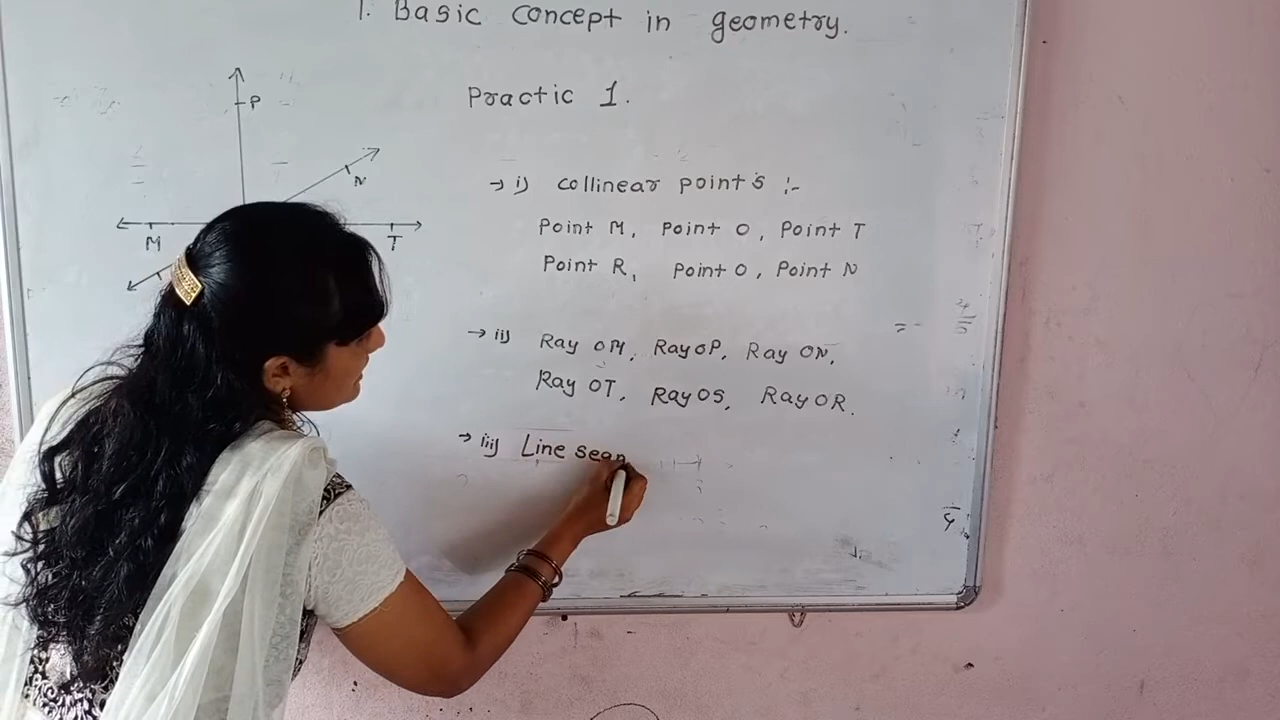 1. Basic concept in geometry.
Practic 1.
P
N
M
T
→ i) collinear points :-
Point M, Point O, Point T
Point R, Point O, Point N
→ ii) Ray OM, Ray OP, Ray ON,
Ray OT, Ray OS, Ray OR.
→ iii) Line seg